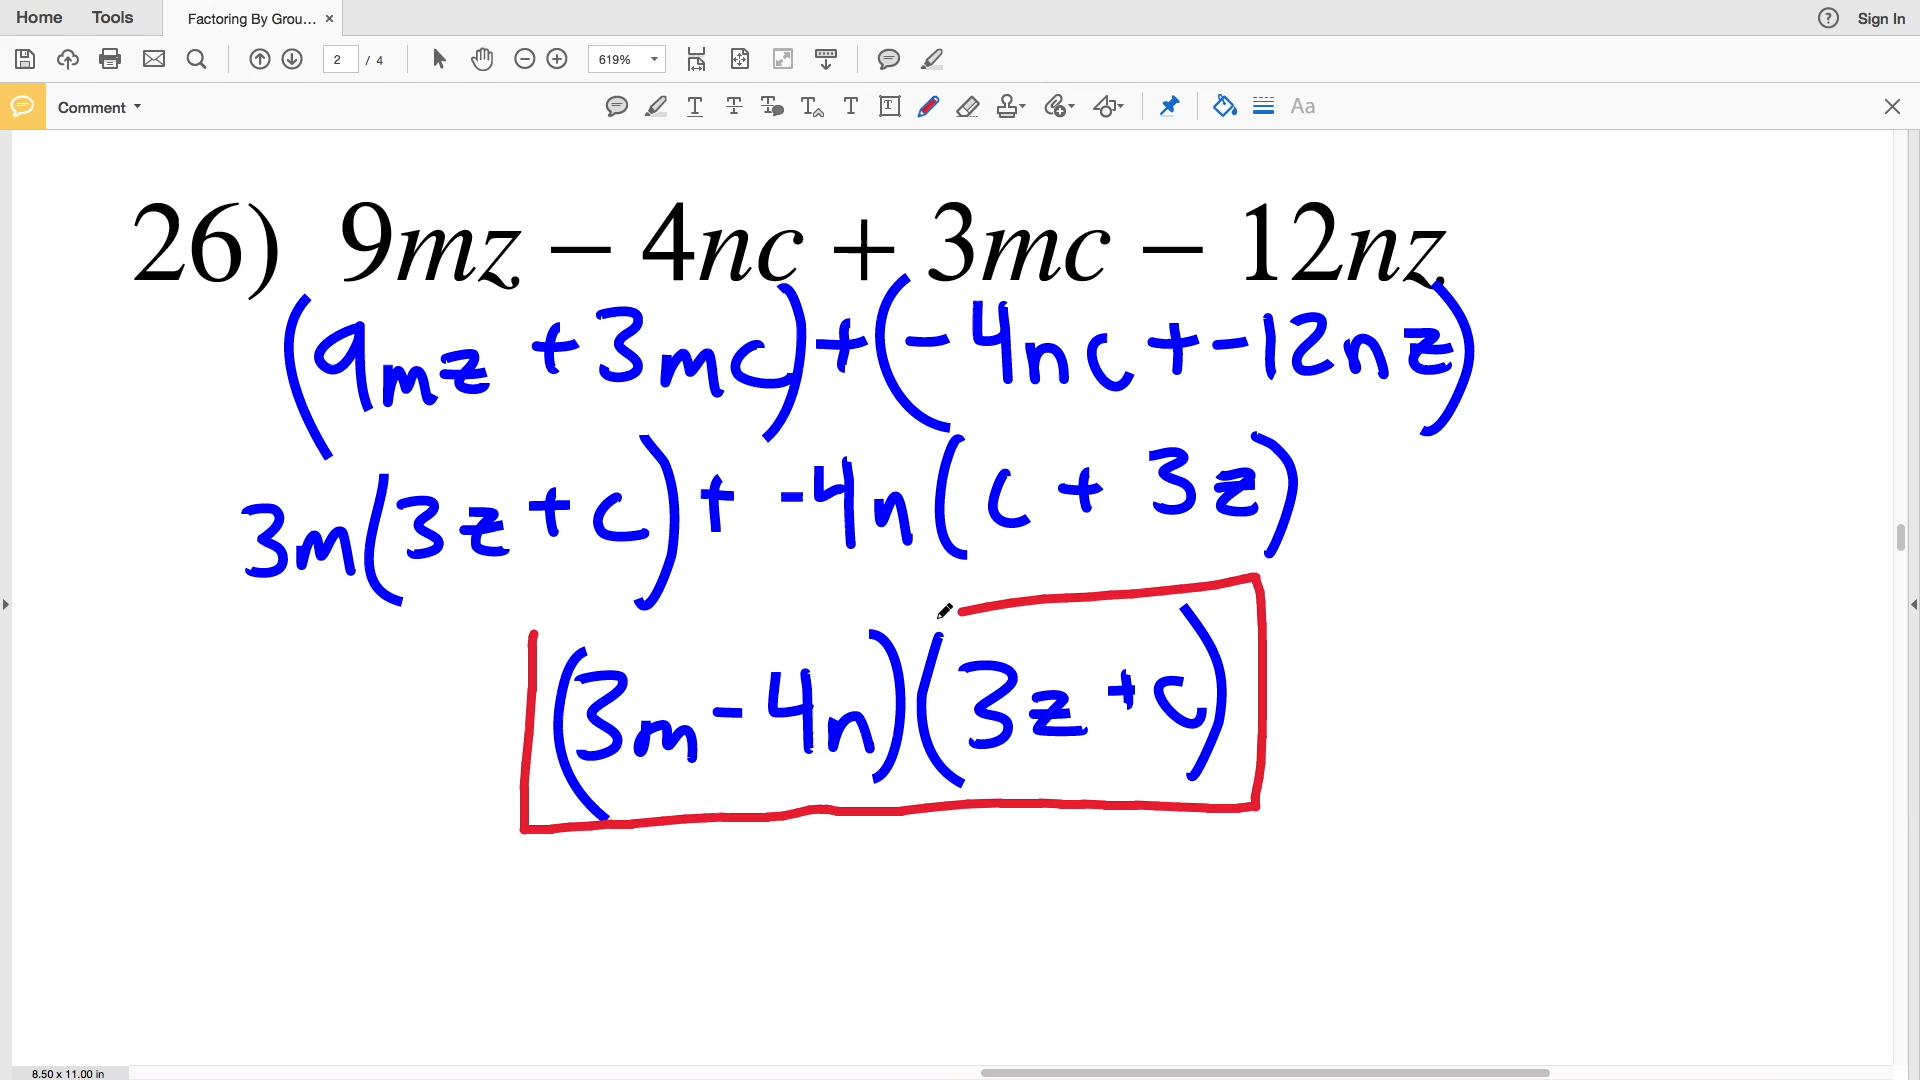 Home Tools Factoring By Grou... × Sign In
2 / 4 619%
Comment Aa
26) 9mz − 4nc + 3mc − 12nz
(9mz + 3mc) + (-4nc + -12nz)
3m(3z + c) + -4n(c + 3z)
(3m - 4n)(3z + c)
8.50 x 11.00 in